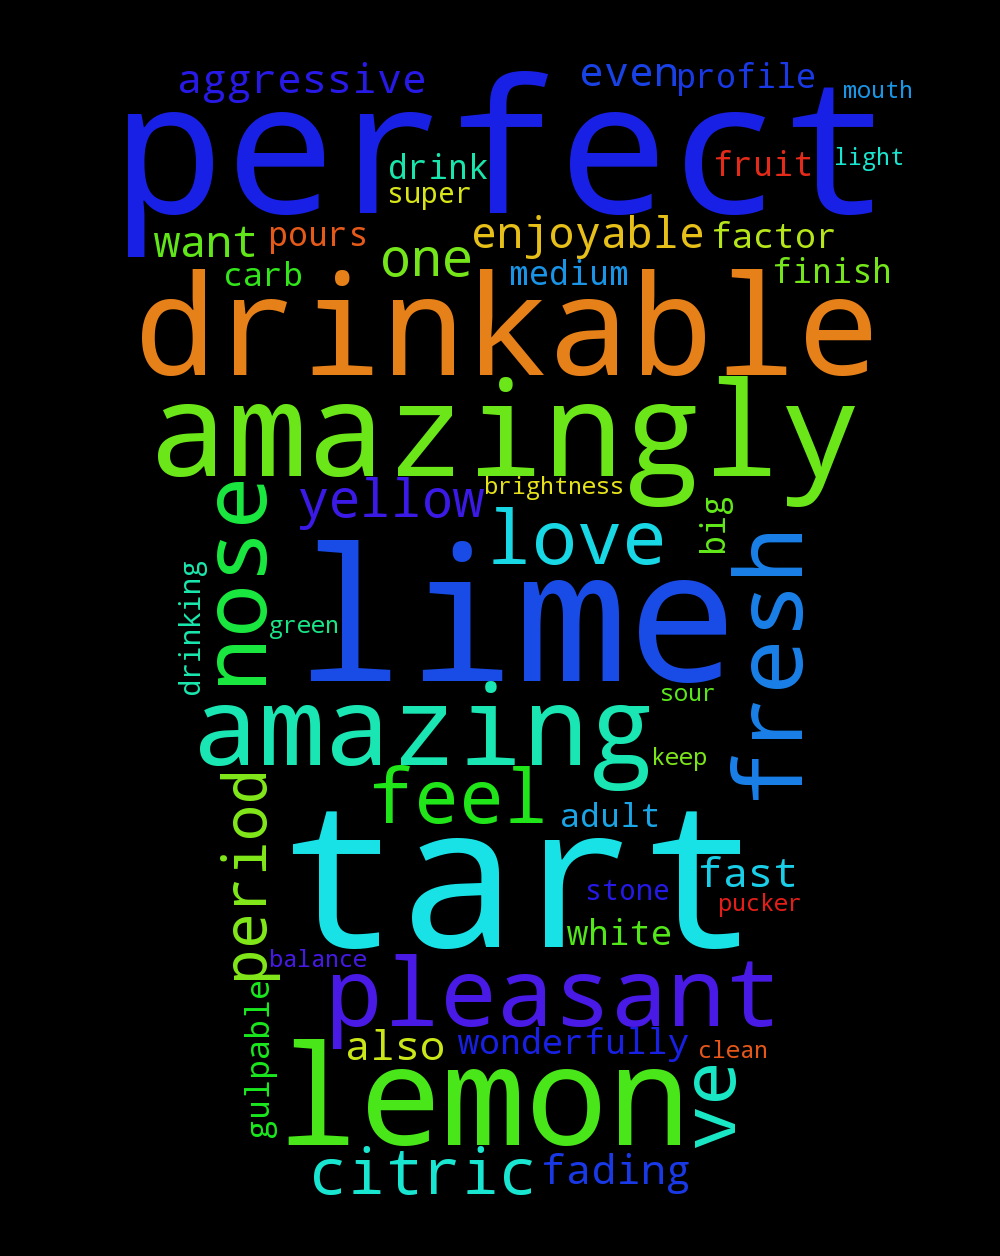 aggressive
even
profile
mouth
perfect
drink
fruit
light
super
want
pours
one
enjoyable
factor
carb
medium
finish
drinkable
amazingly
nose
yellow
brightness
big
love
fresh
drinking
lime
green
amazing
sour
keep
period
feel
adult
tart
fast
stone
pucker
white
balance
pleasant
gulpable
also
wonderfully
clean
lemon
ve
citric
fading